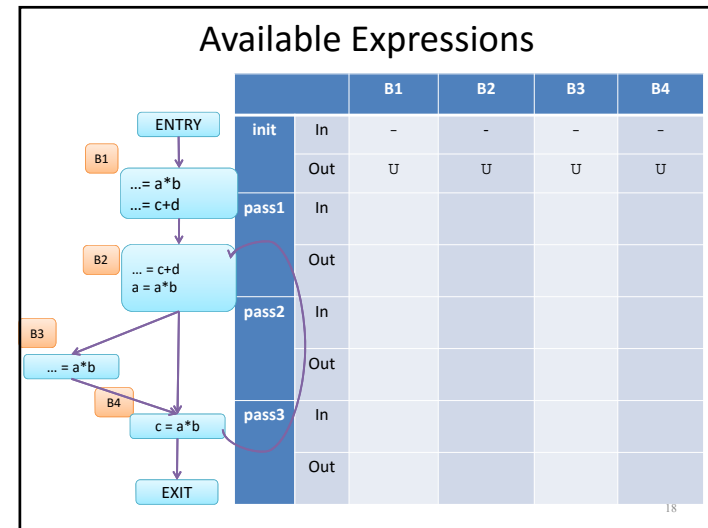 Available Expressions
B1 B2 B3 B4
init In - - - -
Out U U U U
pass1 In
Out
pass2 In
Out
pass3 In
Out
ENTRY
B1
...= a*b
...= c+d
B2
... = c+d
a = a*b
B3
... = a*b
B4
c = a*b
EXIT
18